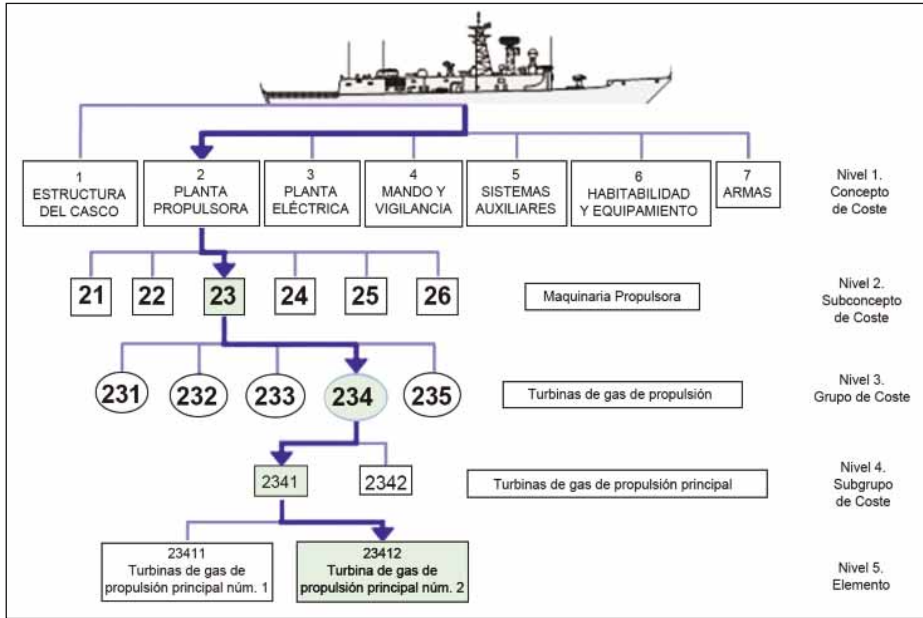 1
ESTRUCTURA
DEL CASCO
2
PLANTA
PROPULSORA
3
PLANTA
ELÉCTRICA
4
MANDO Y
VIGILANCIA
5
SISTEMAS
AUXILIARES
6
HABITABILIDAD
Y EQUIPAMIENTO
7
ARMAS
Nivel 1.
Concepto
de Coste
21
22
23
24
25
26
Maquinaria Propulsora
Nivel 2.
Subconcepto
de Coste
231
232
233
234
235
Turbinas de gas de propulsión
Nivel 3.
Grupo de Coste
2341
2342
Turbinas de gas de propulsión principal
Nivel 4.
Subgrupo
de Coste
23411
Turbinas de gas de
propulsión principal núm. 1
23412
Turbina de gas de
propulsión principal núm. 2
Nivel 5.
Elemento